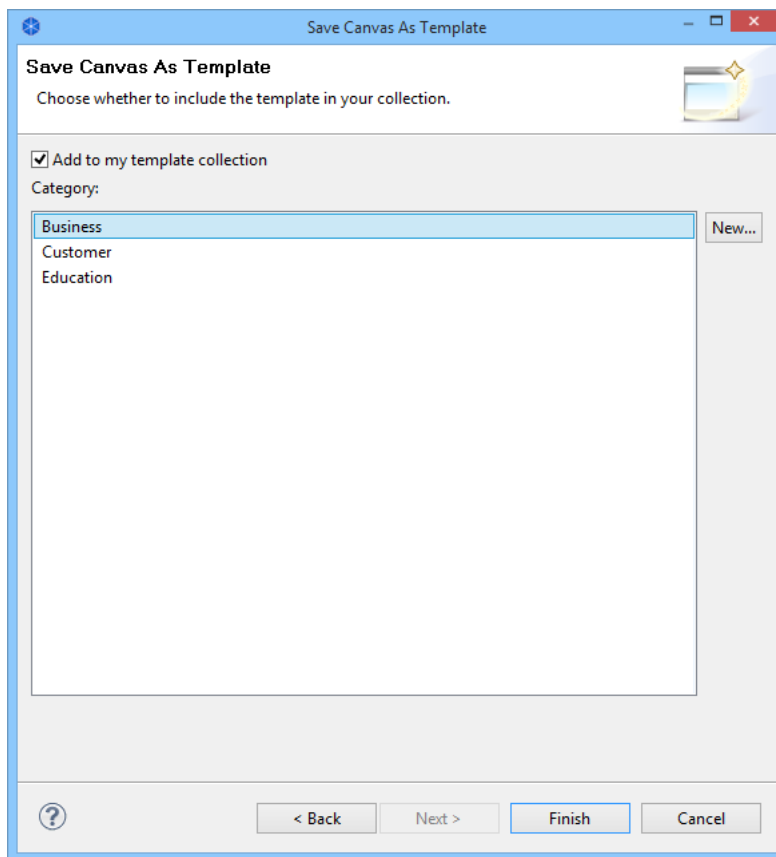 Save Canvas As Template
Save Canvas As Template
Choose whether to include the template in your collection.
Add to my template collection
Category:
Business
New...
Customer
Education
?
< Back
Next >
Finish
Cancel